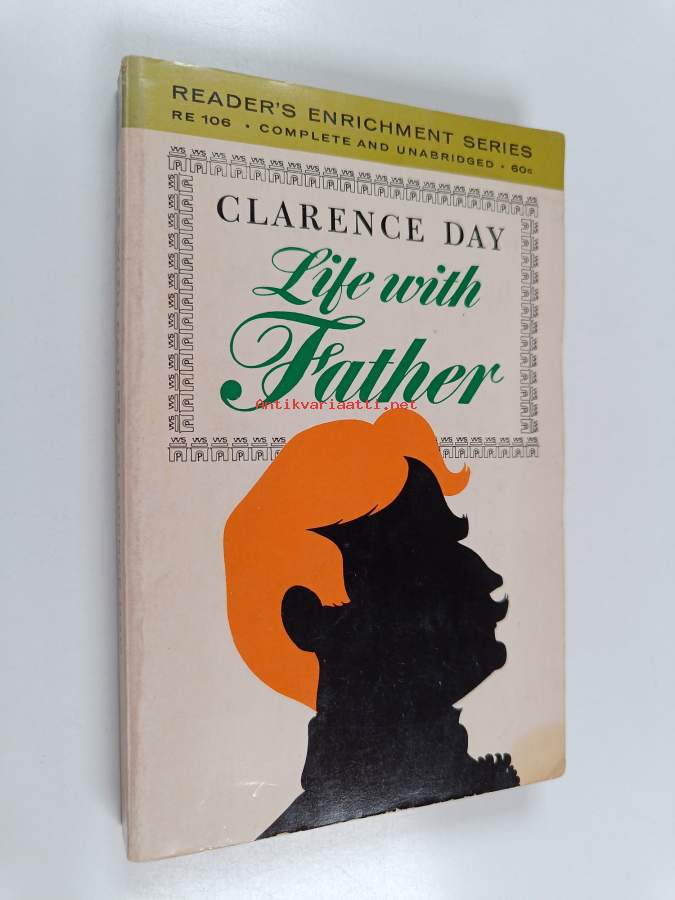 READER'S ENRICHMENT SERIES
RE 106 • COMPLETE AND UNABRIDGED • 60¢
CLARENCE DAY
Life with
Father
Antikvariaatti.net